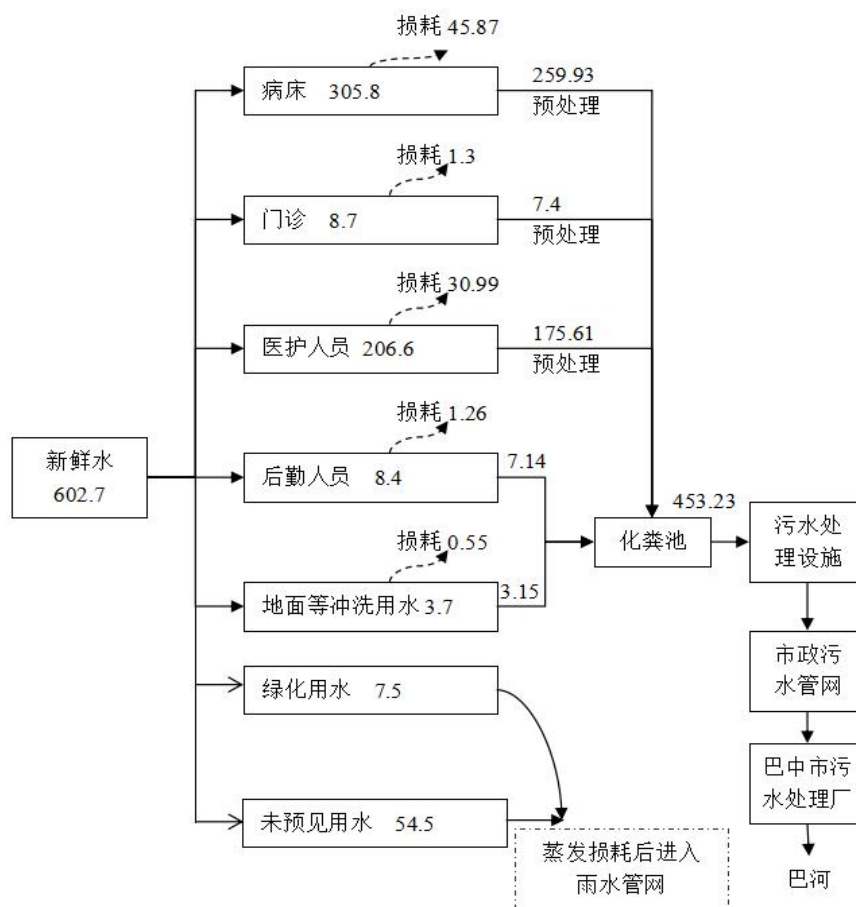 损耗 45.87
病床 305.8
259.93
预处理
损耗 1.3
门诊 8.7
7.4
预处理
损耗 30.99
医护人员 206.6
175.61
预处理
新鲜水
602.7
损耗 1.26
后勤人员 8.4
7.14
损耗 0.55
地面等冲洗用水 3.7
3.15
化粪池
453.23
污水处
理设施
绿化用水 7.5
市政污
水管网
未预见用水 54.5
巴中市污
水处理厂
蒸发损耗后进入
雨水管网
巴河